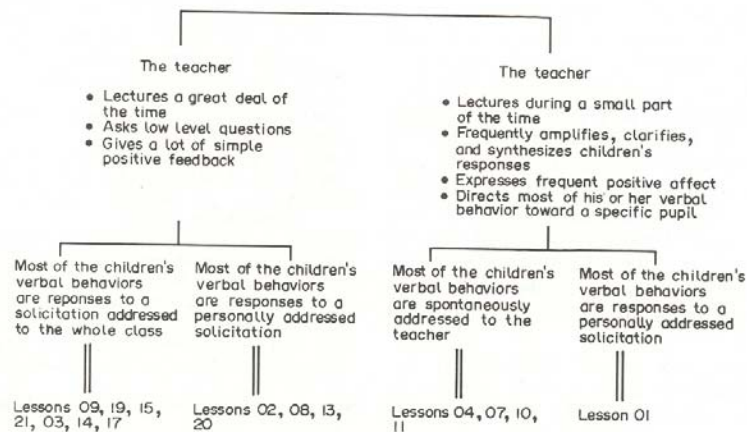 The teacher
• Lectures a great deal of
the time
• Asks low level questions
• Gives a lot of simple
positive feedback
The teacher
• Lectures during a small part
of the time
• Frequently amplifies, clarifies,
and synthesizes children's
responses
• Expresses frequent positive affect
• Directs most of his or her verbal
behavior toward a specific pupil
Most of the children's
verbal behaviors
are reponses to a
solicitation addressed
to the whole class
Most of the children's
verbal behaviors
are responses to a
personally addressed
solicitation
Most of the children's
verbal behaviors
are spontaneously
addressed to the
teacher
Most of the children's
verbal behaviors
are responses to a
personally addressed
solicitation
Lessons 09, 19, 15,
21, 03, 14, 17
Lessons 02, 08, 13,
20
Lessons 04, 07, 10,
11
Lesson 01